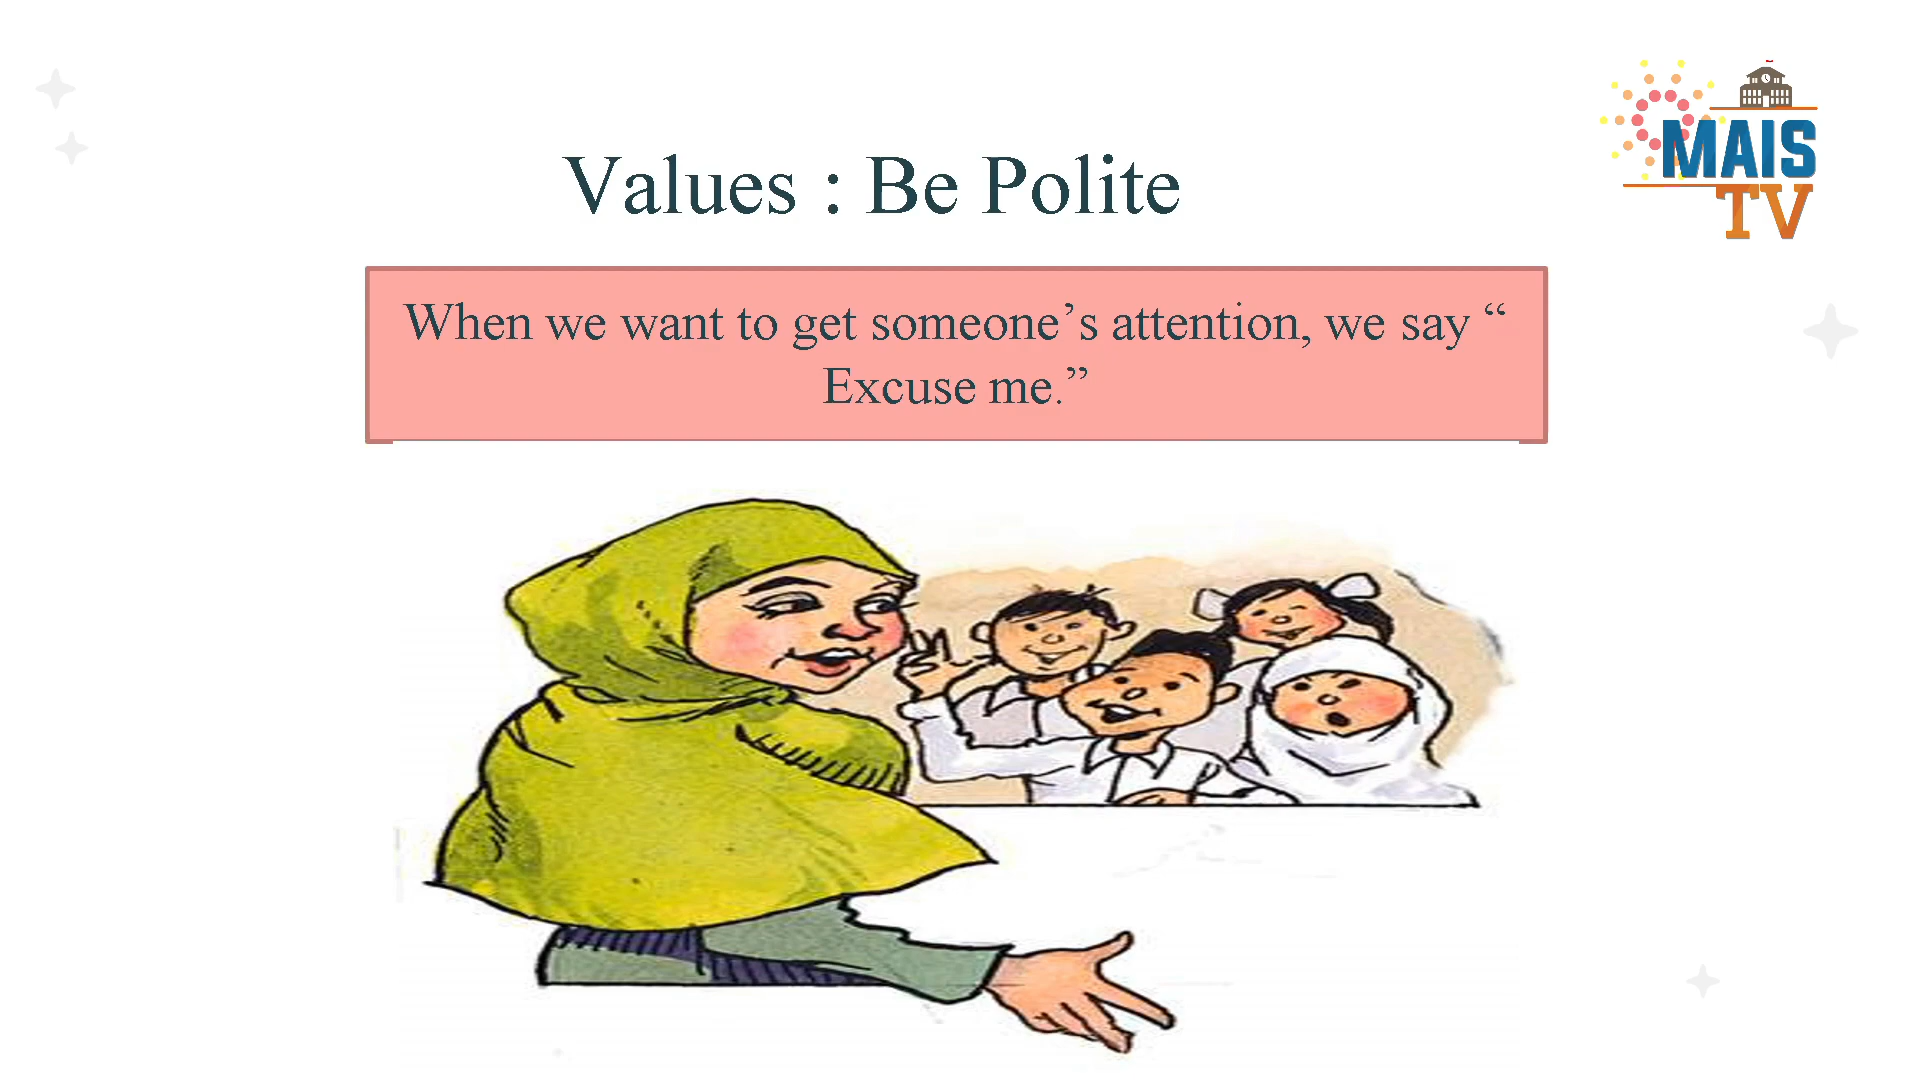 MAIS
TV
Values : Be Polite
When we want to get someone’s attention, we say “
Excuse me.”